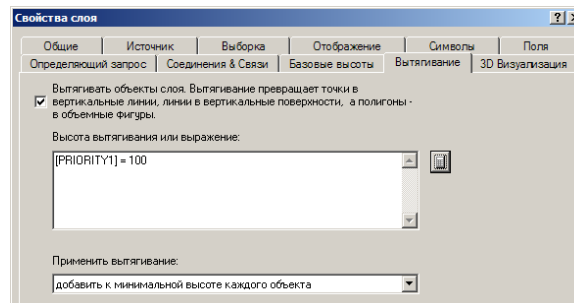 Свойства слоя
Общие Источник Выборка Отображение Символы Поля
Определяющий запрос Соединения & Связи Базовые высоты Вытягивание 3D Визуализация
Вытягивать объекты слоя. Вытягивание превращает точки в
вертикальные линии, линии в вертикальные поверхности, а полигоны -
в объемные фигуры.
Высота вытягивания или выражение:
[PRIORITY1] = 100
Применить вытягивание:
добавить к минимальной высоте каждого объекта